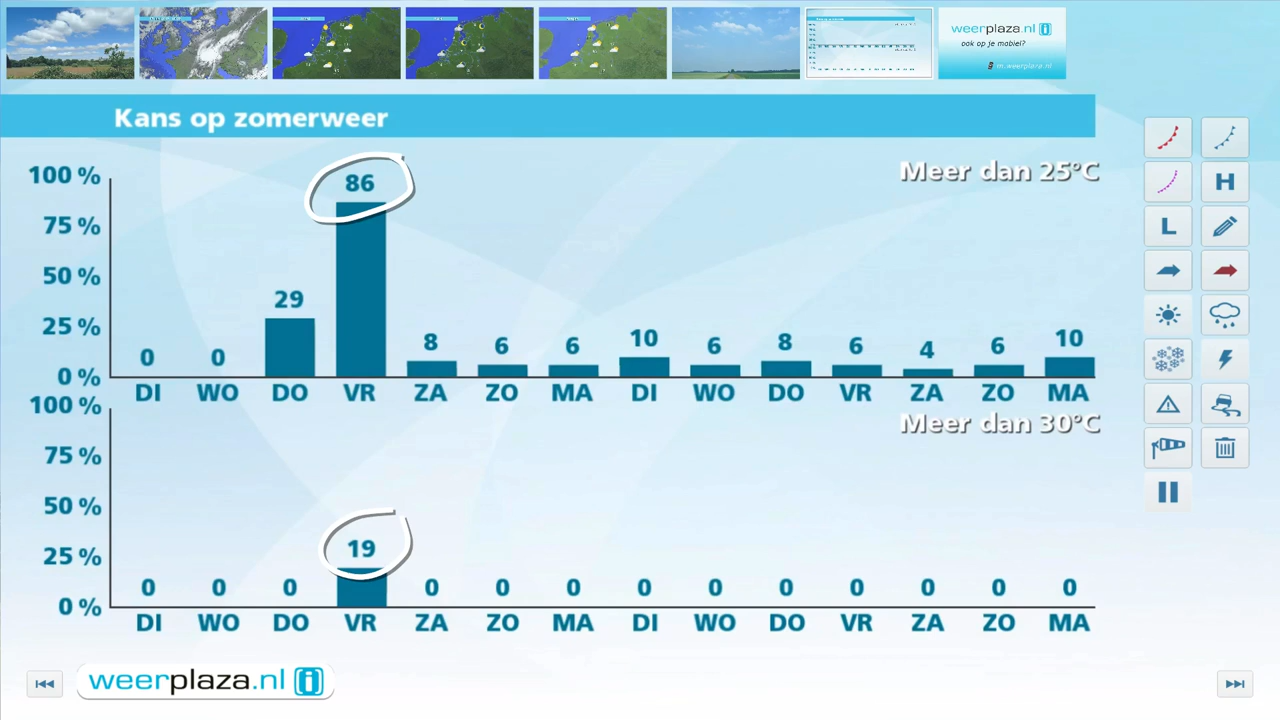 weerplaza.nl i
ook op je mobiel?
m.weerplaza.nl
Kans op zomerweer
Meer dan 25°C
100 %
75 %
50 %
25 %
0 %
0 0 29 86 8 6 6 10 6 8 6 4 6 10
DI WO DO VR ZA ZO MA DI WO DO VR ZA ZO MA
Meer dan 30°C
100 %
75 %
50 %
25 %
0 %
0 0 0 19 0 0 0 0 0 0 0 0 0 0
DI WO DO VR ZA ZO MA DI WO DO VR ZA ZO MA
H
L
weerplaza.nl i